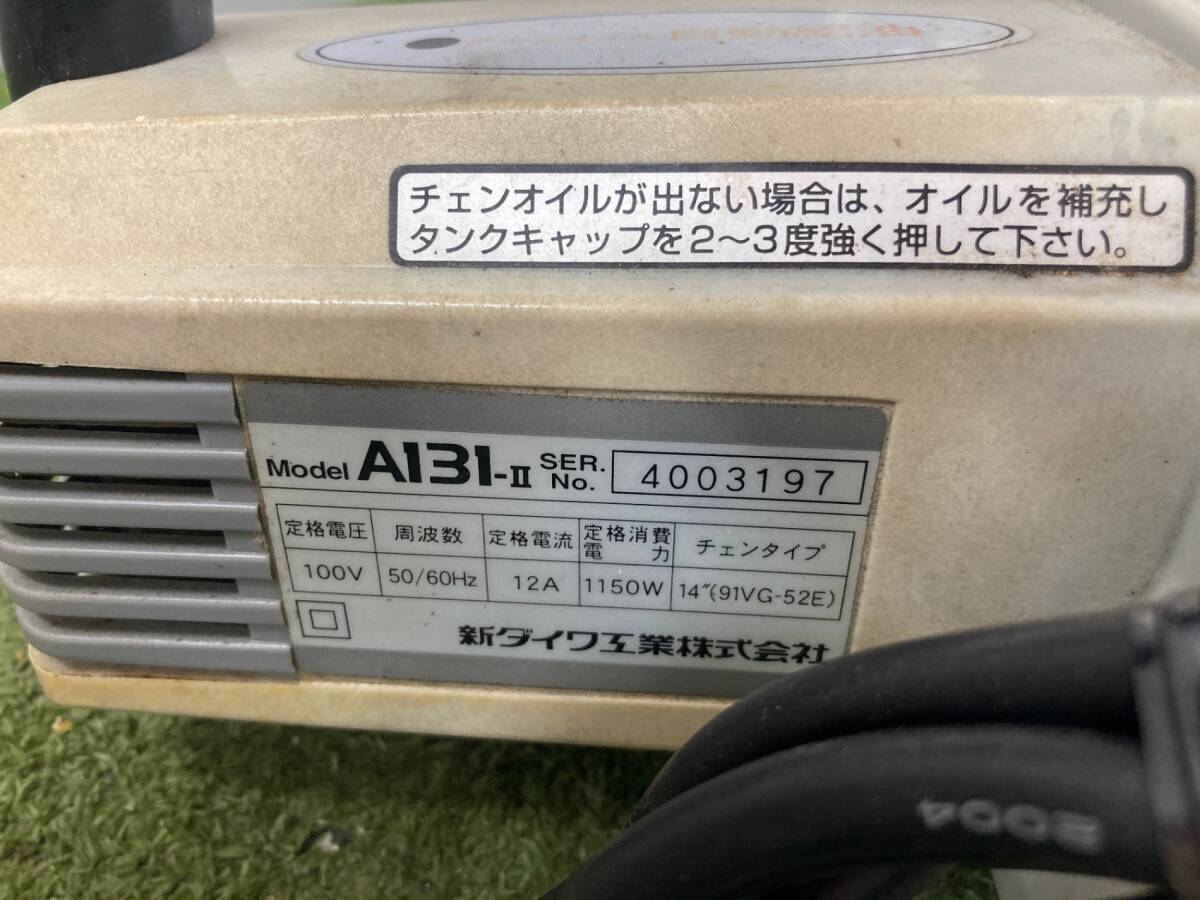 チェンオイルが出ない場合は、オイルを補充し
タンクキャップを2〜3度強く押して下さい。
Model A131-II SER. No. 4003197
定格電圧 周波数 定格電流 定格消費電力 チェンタイプ
100V 50/60Hz 12A 1150W 14″(91VG-52E)
新ダイワ工業株式会社
2004